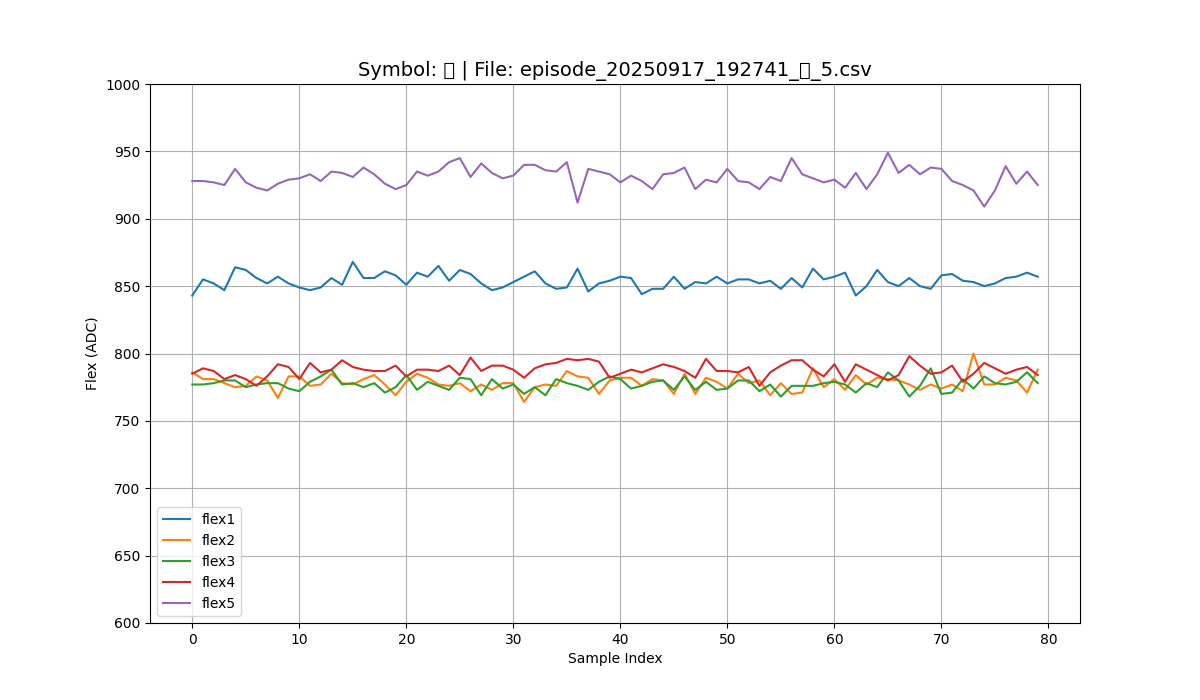 Symbol: ▯ | File: episode_20250917_192741_▯_5.csv
1000
950
900
850
800
750
700
650
600
Flex (ADC)
flex1
flex2
flex3
flex4
flex5
0 10 20 30 40 50 60 70 80
Sample Index